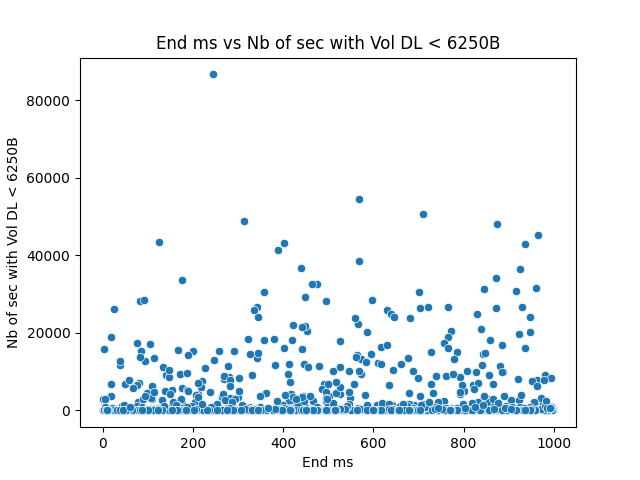 End ms vs Nb of sec with Vol DL < 6250B
80000
60000
40000
20000
0
Nb of sec with Vol DL < 6250B
0 200 400 600 800 1000
End ms